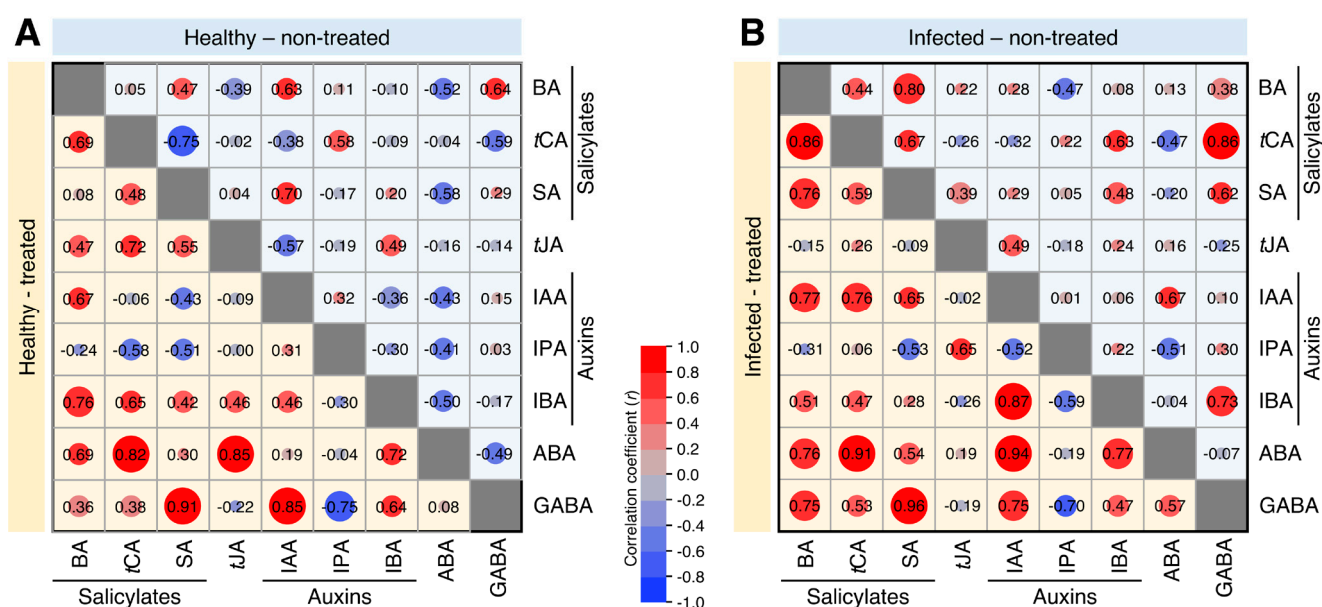 A
Healthy – non-treated
Healthy - treated
0.05 0.47 -0.39 0.63 0.11 -0.10 -0.52 0.64 BA
0.69 -0.75 -0.02 -0.38 0.58 -0.09 -0.04 -0.59 tCA
0.08 0.48 0.04 0.70 -0.17 0.20 -0.58 0.29 SA
0.47 0.72 0.55 -0.57 -0.19 0.49 -0.16 -0.14 tJA
0.67 -0.06 -0.43 -0.09 0.32 -0.36 -0.43 0.15 IAA
-0.24 -0.58 -0.51 -0.00 0.31 -0.30 -0.41 0.03 IPA
0.76 0.65 0.42 0.46 0.46 -0.30 -0.50 -0.17 IBA
0.69 0.82 0.30 0.85 0.19 -0.04 0.72 -0.49 ABA
0.36 0.38 0.91 -0.22 0.85 -0.75 0.64 0.08 GABA
Salicylates
Auxins
BA tCA SA tJA IAA IPA IBA ABA GABA
Salicylates Auxins
Correlation coefficient (r)
1.0
0.8
0.6
0.4
0.2
0.0
-0.2
-0.4
-0.6
-0.8
-1.0
B
Infected – non-treated
Infected - treated
0.44 0.80 0.22 0.28 -0.47 0.08 0.13 0.38 BA
0.86 0.67 -0.26 -0.32 0.22 0.63 -0.47 0.86 tCA
0.76 0.59 0.39 0.29 0.05 0.48 -0.20 0.62 SA
-0.15 0.26 -0.09 0.49 -0.18 0.24 0.16 -0.25 tJA
0.77 0.76 0.65 -0.02 0.01 0.06 0.67 0.10 IAA
-0.31 0.06 -0.53 0.65 -0.52 0.22 -0.51 0.30 IPA
0.51 0.47 0.28 -0.26 0.87 -0.59 -0.04 0.73 IBA
0.76 0.91 0.54 0.19 0.94 -0.19 0.77 -0.07 ABA
0.75 0.53 0.96 -0.19 0.75 -0.70 0.47 0.57 GABA
Salicylates
Auxins
BA tCA SA tJA IAA IPA IBA ABA GABA
Salicylates Auxins